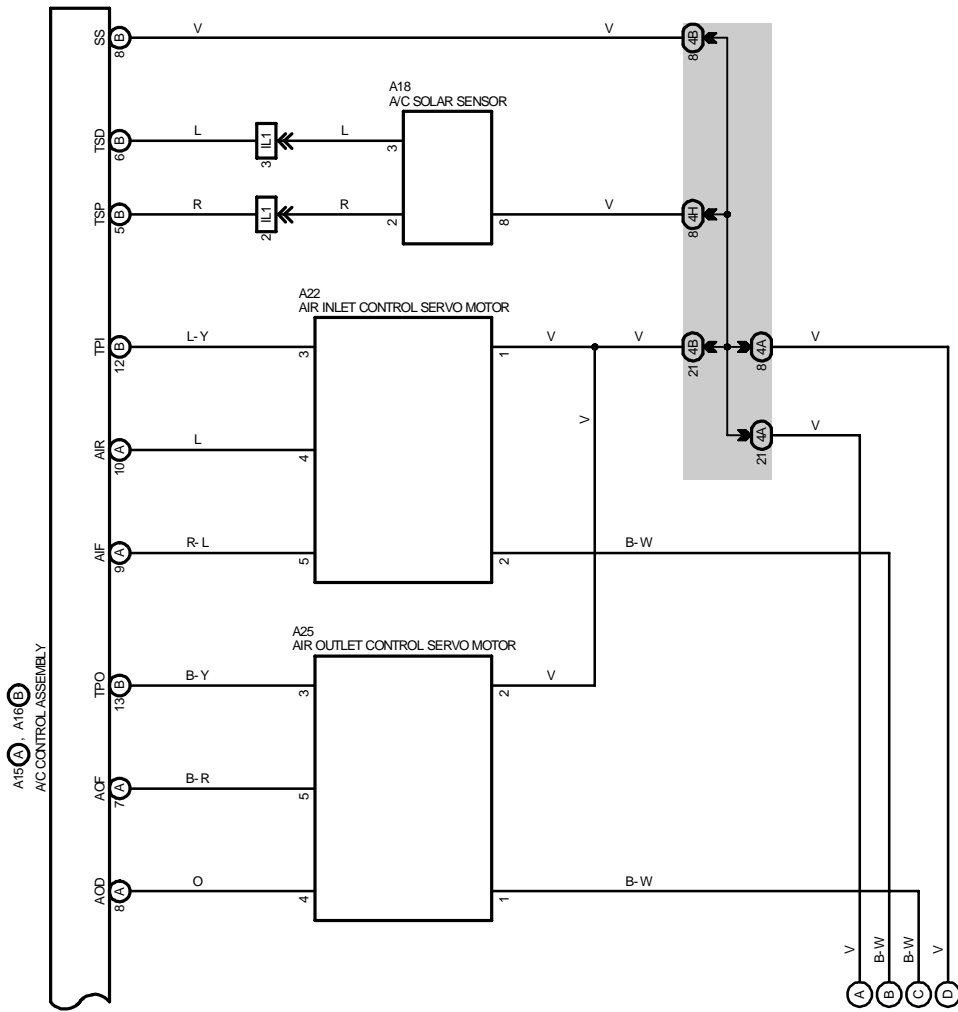 A15 A , A16 B
A/C CONTROL ASSEMBLY
SS
8 B
V
V
8 4B
TSD
6 B
L
3 IL1
L
3
A18
A/C SOLAR SENSOR
TSP
5 B
R
2 IL1
R
2
8
V
8 4H
A22
AIR INLET CONTROL SERVO MOTOR
TPI
12 B
L-Y
3
1
V
V
21 4B
8 4A
V
AIR
10 A
L
4
V
21 4A
V
AIF
9 A
R-L
5
2
B-W
A25
AIR OUTLET CONTROL SERVO MOTOR
TPO
13 B
B-Y
3
2
V
AOF
7 A
B-R
5
AOD
8 A
O
4
1
B-W
V
A
B-W
B
B-W
C
V
D